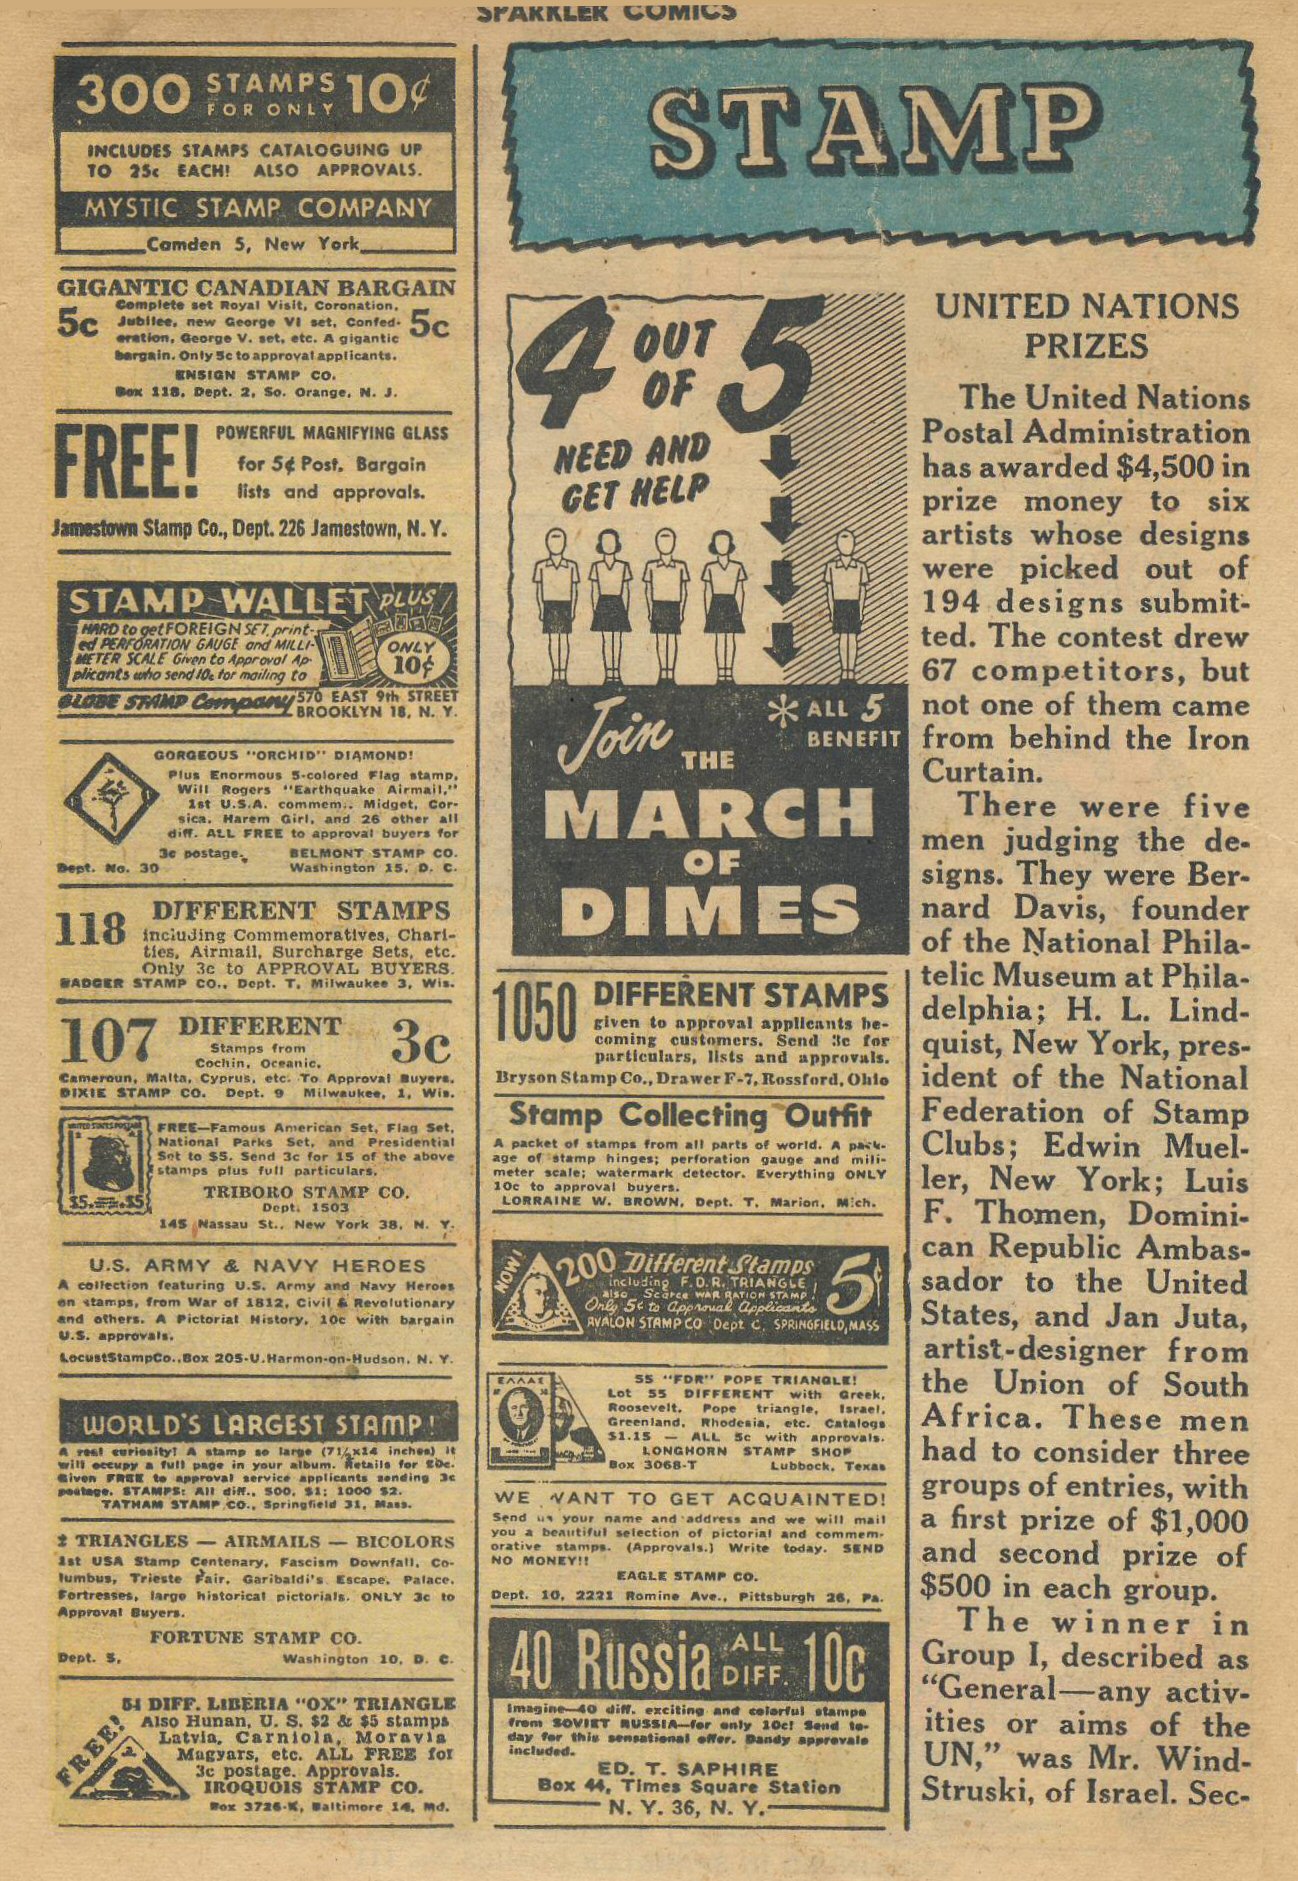 SPARKLER COMICS
300 STAMPS FOR ONLY 10¢
INCLUDES STAMPS CATALOGUING UP
TO 25c EACH! ALSO APPROVALS.
MYSTIC STAMP COMPANY
Camden 5, New York
GIGANTIC CANADIAN BARGAIN
5c Complete set Royal Visit, Coronation, 5c
Jubilee, new George VI set, Confed-
eration, George V. set, etc. A gigantic
bargain. Only 5c to approval applicants.
ENSIGN STAMP CO.
Box 118, Dept. 2, So. Orange, N. J.
FREE! POWERFUL MAGNIFYING GLASS
for 5¢ Post. Bargain
lists and approvals.
Jamestown Stamp Co., Dept. 226 Jamestown, N. Y.
STAMP WALLET PLUS
HARD to get FOREIGN SET, print-
ed PERFORATION GAUGE and MILLI-
METER SCALE Given to Approval Ap-
plicants who send 10c for mailing to
ONLY 10¢
GLOBE STAMP Company 570 EAST 9th STREET
BROOKLYN 18, N. Y.
GORGEOUS "ORCHID" DIAMOND!
Plus Enormous 5-colored Flag stamp,
Will Rogers "Earthquake Airmail,"
1st U.S.A. commem., Midget, Cor-
sica, Harem Girl, and 26 other all
diff. ALL FREE to approval buyers for
3c postage. BELMONT STAMP CO.
Dept. No. 30 Washington 15, D. C.
118 DIFFERENT STAMPS
including Commemoratives, Chari-
ties, Airmail, Surcharge Sets, etc.
Only 3c to APPROVAL BUYERS.
BADGER STAMP CO., Dept. T, Milwaukee 3, Wis.
107 DIFFERENT 3c
Stamps from
Cochin, Oceanic,
Cameroun, Malta, Cyprus, etc. To Approval Buyers.
DIXIE STAMP CO. Dept. 9 Milwaukee, 1, Wis.
UNITED STATES POSTAGE
$5 $5
FREE—Famous American Set, Flag Set,
National Parks Set, and Presidential
Set to $5. Send 3c for 15 of the above
stamps plus full particulars.
TRIBORO STAMP CO.
Dept. 1503
145 Nassau St., New York 38, N. Y.
U.S. ARMY & NAVY HEROES
A collection featuring U.S. Army and Navy Heroes
on stamps, from War of 1812, Civil & Revolutionary
and others. A Pictorial History, 10c with bargain
U.S. approvals.
Locust Stamp Co., Box 205-U. Harmon-on-Hudson, N. Y.
WORLD'S LARGEST STAMP!
A real curiosity! A stamp so large (7½x14 inches) it
will occupy a full page in your album. Retails for
Given FREE to approval service applicants sending 3c
postage. STAMPS: All diff., 500, $1; 1000 $2.
TATHAM STAMP CO., Springfield 31, Mass.
TRIANGLES — AIRMAILS — BICOLORS
1st USA Stamp Centenary, Fascism Downfall, Co-
lumbus, Trieste Fair, Garibaldi's Escape, Palace,
Fortresses, large historical pictorials. ONLY 3c to
Approval Buyers.
FORTUNE STAMP CO.
Dept. S, Washington 10, D. C.
FREE!
54 DIFF. LIBERIA "OX" TRIANGLE
Also Hunan, U. S. $2 & $5 stamps
Latvia, Carniola, Moravia
Magyars, etc. ALL FREE for
3c postage. Approvals.
IROQUOIS STAMP CO.
Box 3726-K, Baltimore 14, Md.
STAMP
4 OUT OF 5
NEED AND
GET HELP
Join THE
* ALL 5
BENEFIT
MARCH
OF
DIMES
1050 DIFFERENT STAMPS
given to approval applicants be-
coming customers. Send 3c for
particulars, lists and approvals.
Bryson Stamp Co., Drawer F-7, Rossford, Ohio
Stamp Collecting Outfit
A packet of stamps from all parts of world. A pack-
age of stamp hinges; perforation gauge and mili-
meter scale; watermark detector. Everything ONLY
10c to approval buyers.
LORRAINE W. BROWN, Dept. T, Marion, Mich.
NOW! 200 Different Stamps 5¢
including F.D.R. TRIANGLE
also Scarce WAR RATION STAMP!
Only 5¢ to Approval Applicants
AVALON STAMP CO Dept C, SPRINGFIELD, MASS
ΕΛΛΑΣ
55 "FDR" POPE TRIANGLE!
Lot 55 DIFFERENT with Greek,
Roosevelt, Pope triangle, Israel,
Greenland, Rhodesia, etc. Catalogs
$1.15 — ALL 5c with approvals.
LONGHORN STAMP SHOP
Box 3068-T Lubbock, Texas
WE WANT TO GET ACQUAINTED!
Send us your name and address and we will mail
you a beautiful selection of pictorial and commem-
orative stamps. (Approvals.) Write today. SEND
NO MONEY!!
EAGLE STAMP CO.
Dept. 10, 2221 Romine Ave., Pittsburgh 26, Pa.
40 Russia ALL DIFF. 10c
Imagine—40 diff. exciting and colorful stamps
from SOVIET RUSSIA—for only 10c! Send to-
day for this sensational offer. Dandy approvals
included.
ED. T. SAPHIRE
Box 44, Times Square Station
N. Y. 36, N. Y.
UNITED NATIONS
PRIZES
The United Nations
Postal Administration
has awarded $4,500 in
prize money to six
artists whose designs
were picked out of
194 designs submit-
ted. The contest drew
67 competitors, but
not one of them came
from behind the Iron
Curtain.
There were five
men judging the de-
signs. They were Ber-
nard Davis, founder
of the National Phila-
telic Museum at Phila-
delphia; H. L. Lind-
quist, New York, pres-
ident of the National
Federation of Stamp
Clubs; Edwin Muel-
ler, New York; Luis
F. Thomen, Domini-
can Republic Ambas-
sador to the United
States, and Jan Juta,
artist-designer from
the Union of South
Africa. These men
had to consider three
groups of entries, with
a first prize of $1,000
and second prize of
$500 in each group.
The winner in
Group I, described as
"General—any activ-
ities or aims of the
UN," was Mr. Wind-
Struski, of Israel. Sec-